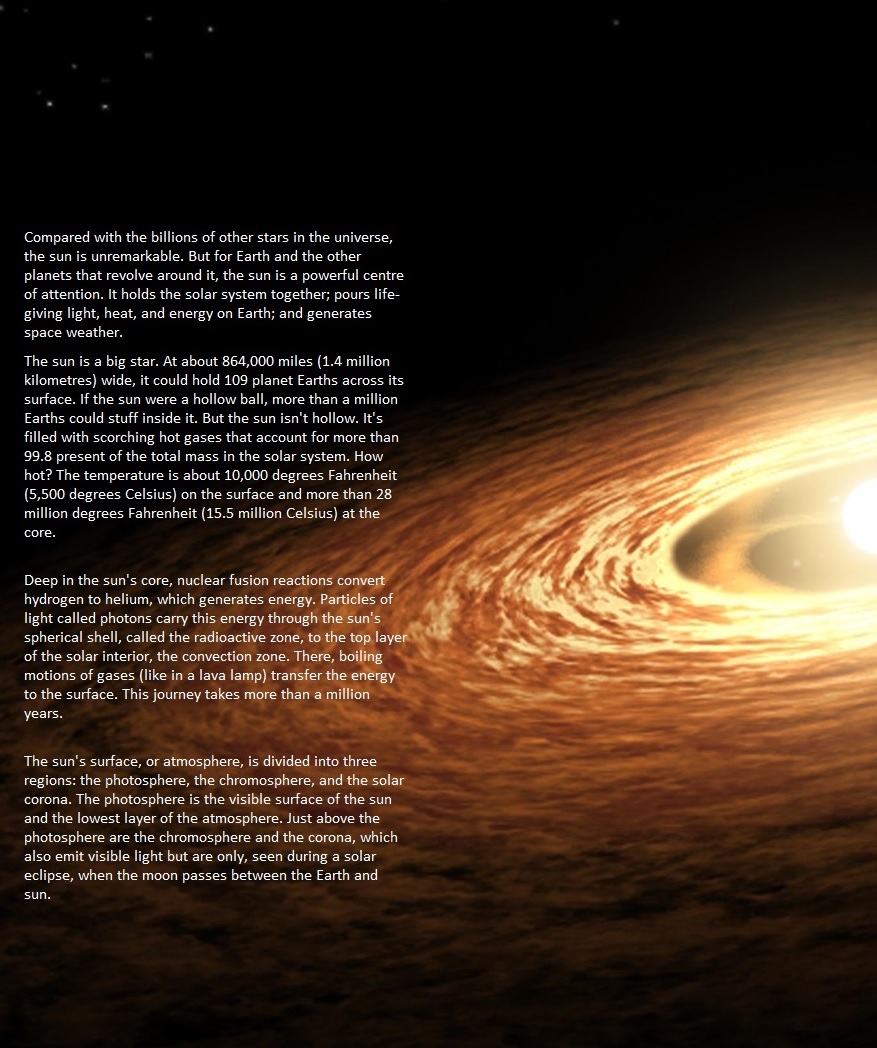 Compared with the billions of other stars in the universe,
the sun is unremarkable. But for Earth and the other
planets that revolve around it, the sun is a powerful centre
of attention. It holds the solar system together; pours life-
giving light, heat, and energy on Earth; and generates
space weather.
The sun is a big star. At about 864,000 miles (1.4 million
kilometres) wide, it could hold 109 planet Earths across its
surface. If the sun were a hollow ball, more than a million
Earths could stuff inside it. But the sun isn't hollow. It's
filled with scorching hot gases that account for more than
99.8 present of the total mass in the solar system. How
hot? The temperature is about 10,000 degrees Fahrenheit
(5,500 degrees Celsius) on the surface and more than 28
million degrees Fahrenheit (15.5 million Celsius) at the
core.
Deep in the sun's core, nuclear fusion reactions convert
hydrogen to helium, which generates energy. Particles of
light called photons carry this energy through the sun's
spherical shell, called the radioactive zone, to the top layer
of the solar interior, the convection zone. There, boiling
motions of gases (like in a lava lamp) transfer the energy
to the surface. This journey takes more than a million
years.
The sun's surface, or atmosphere, is divided into three
regions: the photosphere, the chromosphere, and the solar
corona. The photosphere is the visible surface of the sun
and the lowest layer of the atmosphere. Just above the
photosphere are the chromosphere and the corona, which
also emit visible light but are only, seen during a solar
eclipse, when the moon passes between the Earth and
sun.